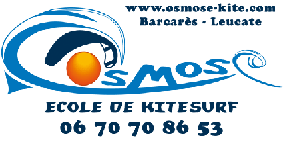 www.osmose-kite.com
Barcarès - Leucate
OSMOSE
ECOLE DE KITESURF
06 70 70 86 53